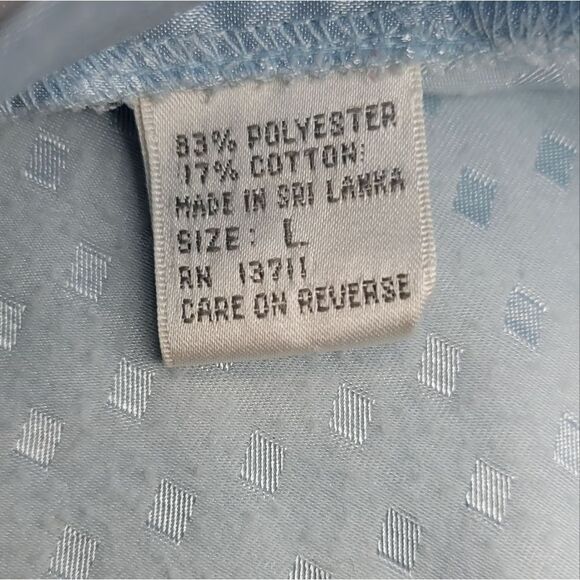 83% POLYESTER
17% COTTON
MADE IN SRI LANKA
SIZE: L
RN 13711
CARE ON REVERSE